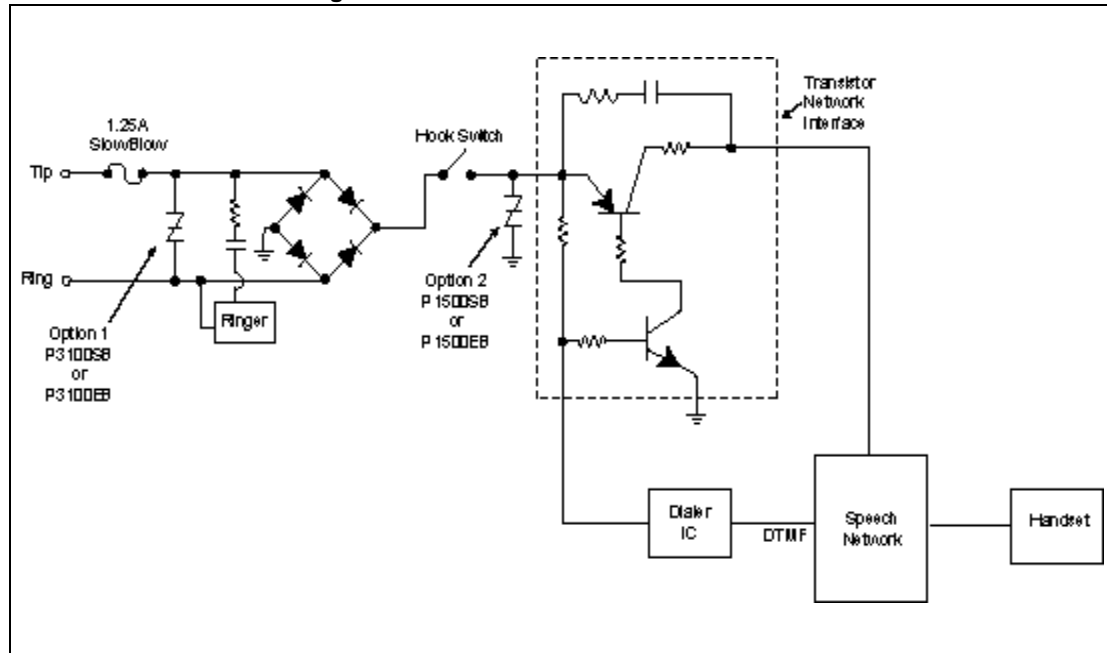 1.25A
SlowBlow
Tip
Ring
Option 1
P3100SB
or
P3100EB
Ringer
Hook Switch
Option 2
P1500SB
or
P1500EB
Transistor
Network
Interface
Dialer
IC
DTMF
Speech
Network
Handset